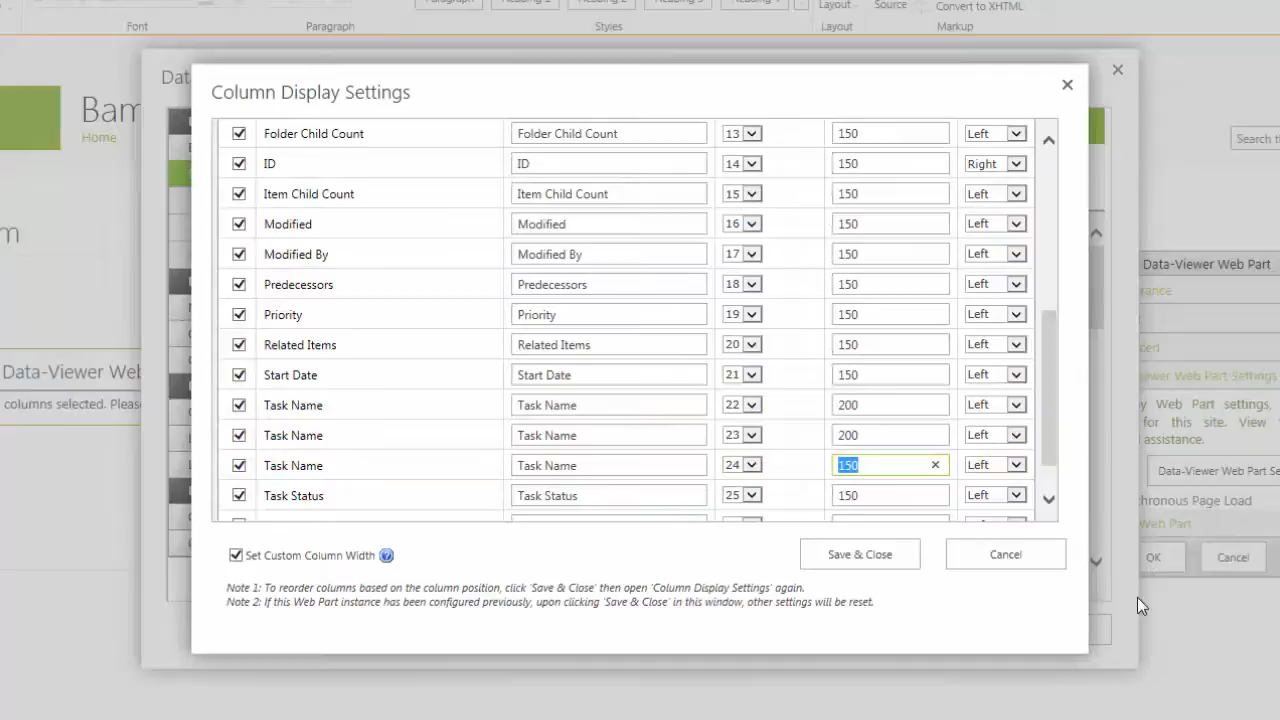 Layout
Source
Convert to XHTML
Font
Paragraph
Styles
Layout
Markup
Home
Data-Viewer Web Part
Column Display Settings
Folder Child Count Folder Child Count 13 150 Left
ID ID 14 150 Right
Item Child Count Item Child Count 15 150 Left
Modified Modified 16 150 Left
Modified By Modified By 17 150 Left
Predecessors Predecessors 18 150 Left
Priority Priority 19 150 Left
Related Items Related Items 20 150 Left
Start Date Start Date 21 150 Left
Task Name Task Name 22 200 Left
Task Name Task Name 23 200 Left
Task Name Task Name 24 150 Left
Task Status Task Status 25 150 Left
Set Custom Column Width
Save & Close
Cancel
Note 1: To reorder columns based on the column position, click 'Save & Close' then open 'Column Display Settings' again.
Note 2: If this Web Part instance has been configured previously, upon clicking 'Save & Close' in this window, other settings will be reset.
Search
Data-Viewer
columns selected.
Web Part Settings
Web Part settings,
for this site. View
assistance.
Data-Viewer Web Part
Page Load
Web Part
OK
Cancel